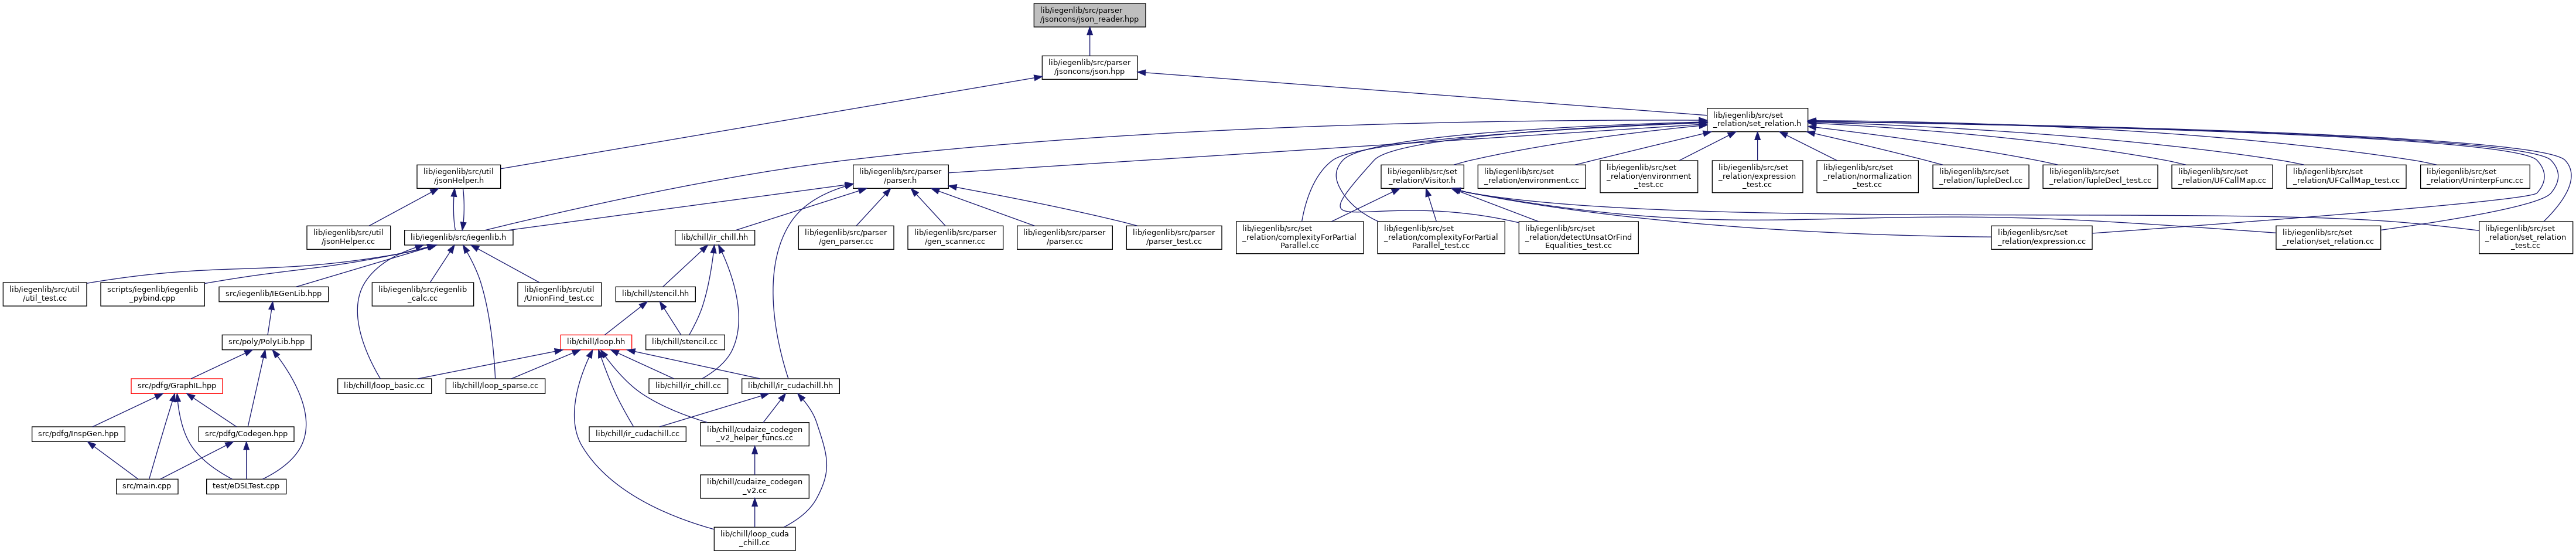 lib/iegenlib/src/parser
/jsoncons/json_reader.hpp
lib/iegenlib/src/parser
/jsoncons/json.hpp
lib/iegenlib/src/set
_relation/set_relation.h
lib/iegenlib/src/util
/jsonHelper.h
lib/iegenlib/src/parser
/parser.h
lib/iegenlib/src/set
_relation/Visitor.h
lib/iegenlib/src/set
_relation/environment.cc
lib/iegenlib/src/set
_relation/environment
_test.cc
lib/iegenlib/src/set
_relation/expression
_test.cc
lib/iegenlib/src/set
_relation/normalization
_test.cc
lib/iegenlib/src/set
_relation/TupleDecl.cc
lib/iegenlib/src/set
_relation/TupleDecl_test.cc
lib/iegenlib/src/set
_relation/UFCallMap.cc
lib/iegenlib/src/set
_relation/UFCallMap_test.cc
lib/iegenlib/src/set
_relation/UninterpFunc.cc
lib/iegenlib/src/util
/jsonHelper.cc
lib/iegenlib/src/iegenlib.h
lib/chill/ir_chill.hh
lib/iegenlib/src/parser
/gen_parser.cc
lib/iegenlib/src/parser
/gen_scanner.cc
lib/iegenlib/src/parser
/parser.cc
lib/iegenlib/src/parser
/parser_test.cc
lib/iegenlib/src/set
_relation/complexityForPartial
Parallel.cc
lib/iegenlib/src/set
_relation/complexityForPartial
Parallel_test.cc
lib/iegenlib/src/set
_relation/detectUnsatOrFind
Equalities_test.cc
lib/iegenlib/src/set
_relation/expression.cc
lib/iegenlib/src/set
_relation/set_relation.cc
lib/iegenlib/src/set
_relation/set_relation
_test.cc
lib/iegenlib/src/util
/util_test.cc
scripts/iegenlib/iegenlib
_pybind.cpp
src/iegenlib/IEGenLib.hpp
lib/iegenlib/src/iegenlib
_calc.cc
lib/iegenlib/src/util
/UnionFind_test.cc
lib/chill/stencil.hh
src/poly/PolyLib.hpp
lib/chill/loop.hh
lib/chill/stencil.cc
src/pdfg/GraphIL.hpp
lib/chill/loop_basic.cc
lib/chill/loop_sparse.cc
lib/chill/ir_chill.cc
lib/chill/ir_cudachill.hh
src/pdfg/InspGen.hpp
src/pdfg/Codegen.hpp
lib/chill/ir_cudachill.cc
lib/chill/cudaize_codegen
_v2_helper_funcs.cc
src/main.cpp
test/eDSLTest.cpp
lib/chill/cudaize_codegen
_v2.cc
lib/chill/loop_cuda
_chill.cc